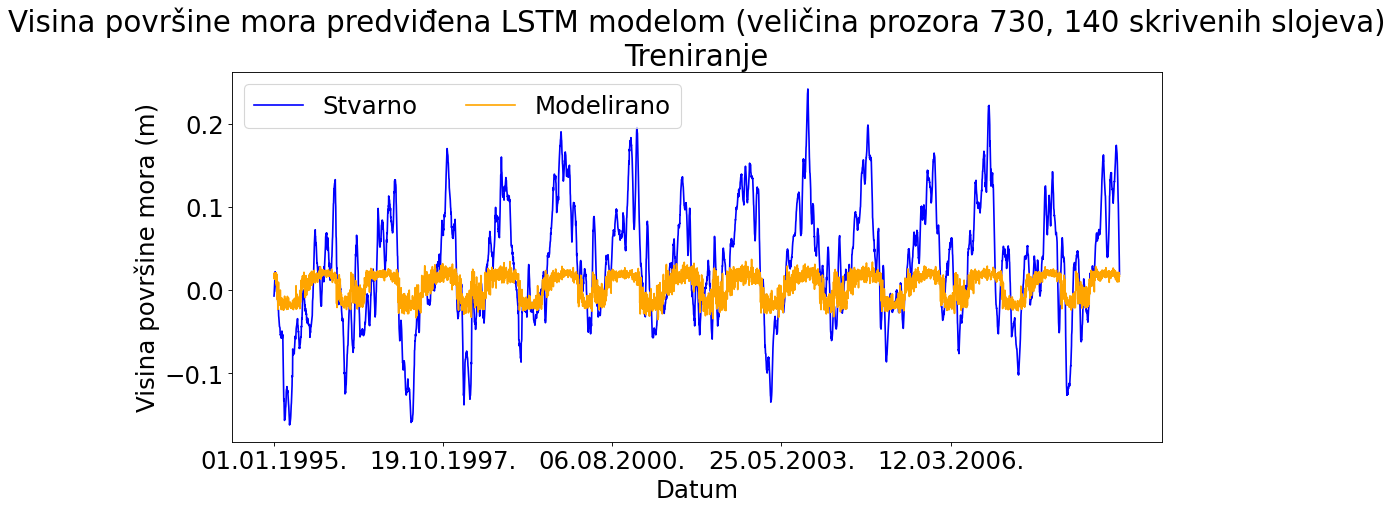 Visina površine mora predviđena LSTM modelom (veličina prozora 730, 140 skrivenih slojeva)
Treniranje
Stvarno
Modelirano
Visina površine mora (m)
0.2
0.1
0.0
−0.1
01.01.1995.
19.10.1997.
06.08.2000.
25.05.2003.
12.03.2006.
Datum